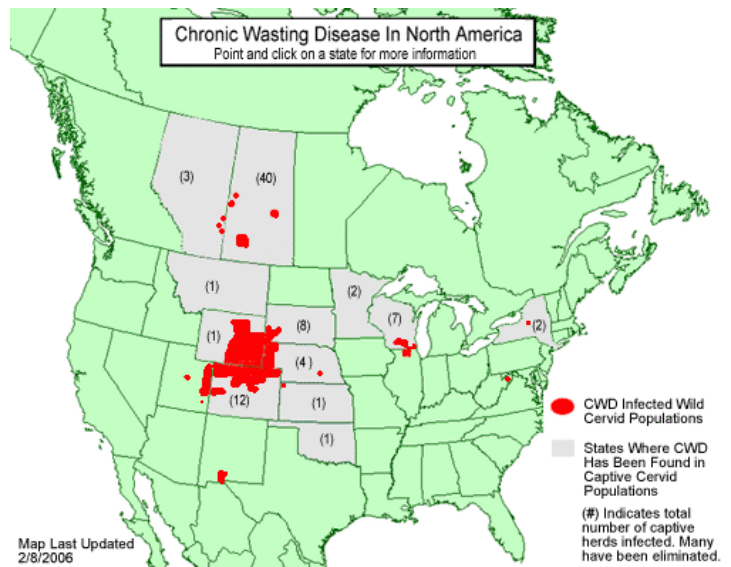 Chronic Wasting Disease In North America
Point and click on a state for more information
(3)
(40)
(1)
(2)
(7)
(1)
(8)
(2)
(4)
(12)
(1)
(1)
CWD Infected Wild
Cervid Populations
States Where CWD
Has Been Found in
Captive Cervid
Populations
(#) Indicates total
number of captive
herds infected. Many
have been eliminated.
Map Last Updated
2/8/2006